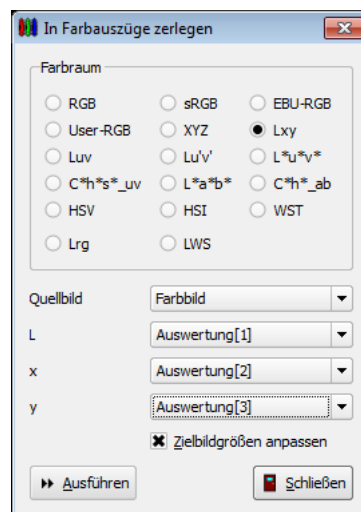 In Farbauszüge zerlegen
Farbraum
RGB sRGB EBU-RGB
User-RGB XYZ Lxy
Luv Lu'v' L*u*v*
C*h*s*_uv L*a*b* C*h*_ab
HSV HSI WST
Lrg LWS
Quellbild Farbbild
L Auswertung[1]
x Auswertung[2]
y Auswertung[3]
Zielbildgrößen anpassen
Ausführen Schließen